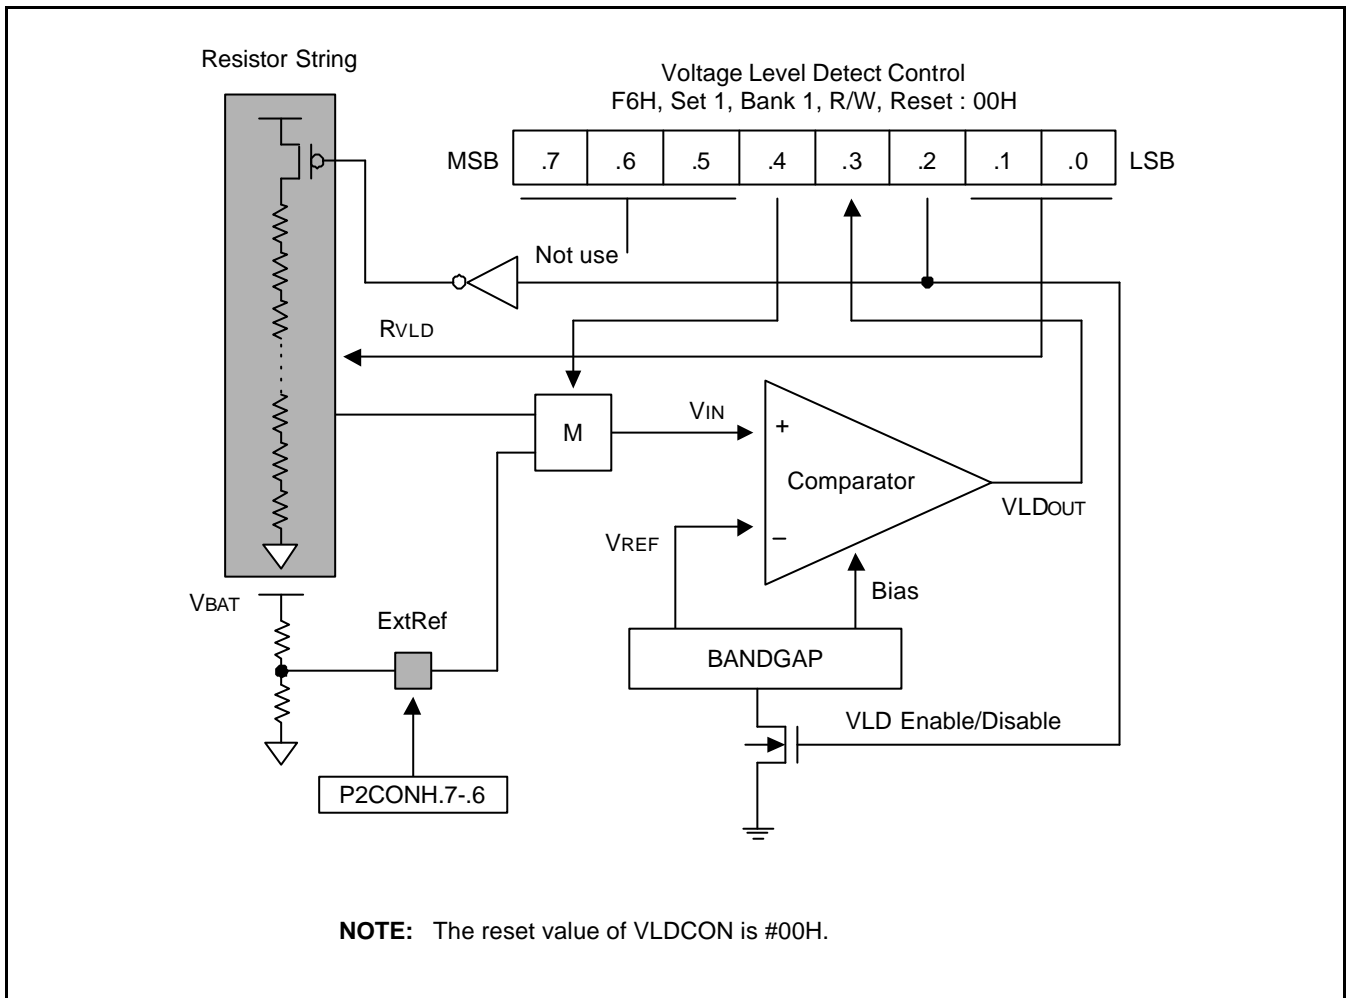 Resistor String
Voltage Level Detect Control
F6H, Set 1, Bank 1, R/W, Reset : 00H
MSB .7 .6 .5 .4 .3 .2 .1 .0 LSB
Not use
RVLD
M
VIN
+
Comparator
VLDOUT
VREF
−
Bias
VBAT
ExtRef
BANDGAP
VLD Enable/Disable
P2CONH.7-.6
NOTE: The reset value of VLDCON is #00H.